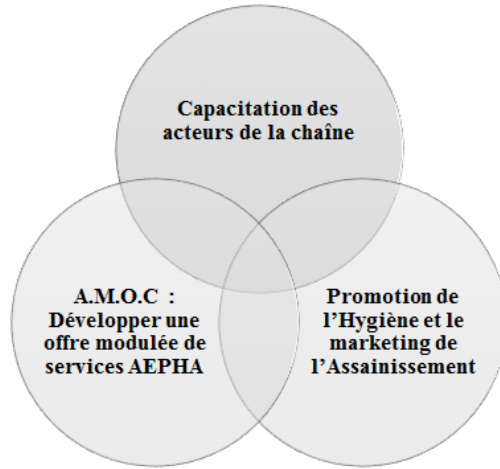 Capacitation des
acteurs de la chaîne
A.M.O.C :
Développer une
offre modulée de
services AEPHA
Promotion de
l’Hygiène et le
marketing de
l’Assainissement